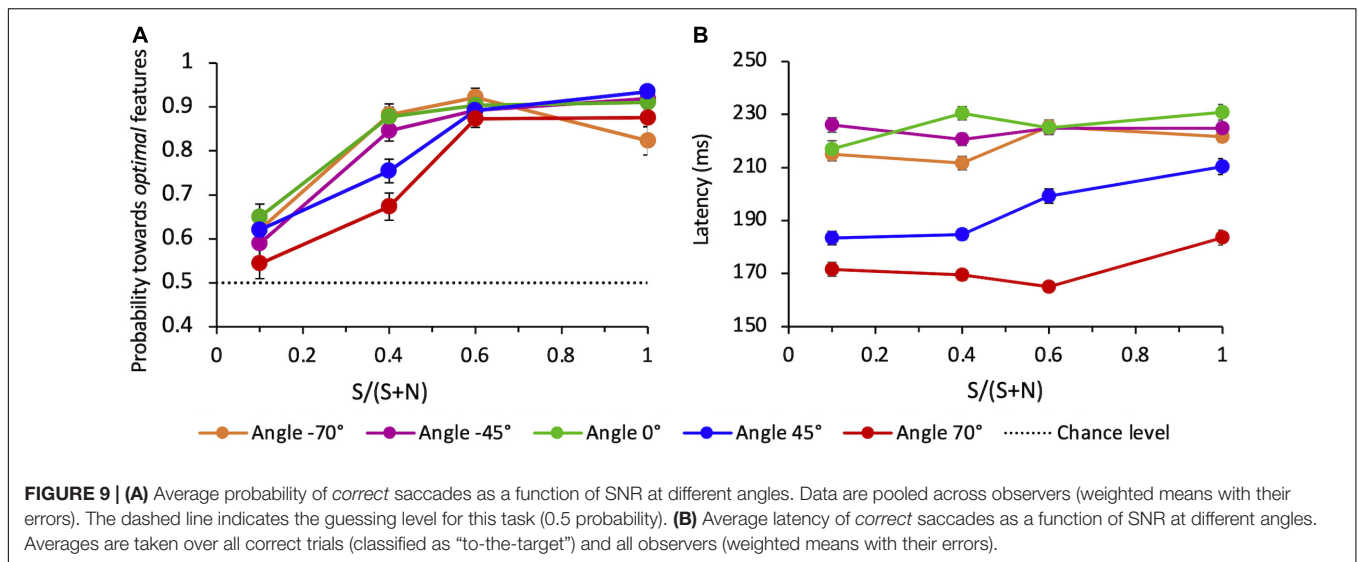 A
B
Probability towards optimal features
1
0.9
0.8
0.7
0.6
0.5
0.4
0
0.2
0.4
0.6
0.8
1
S/(S+N)
Latency (ms)
250
230
210
190
170
150
0
0.2
0.4
0.6
0.8
1
S/(S+N)
Angle -70° Angle -45° Angle 0° Angle 45° Angle 70° Chance level
FIGURE 9 | (A) Average probability of correct saccades as a function of SNR at different angles. Data are pooled across observers (weighted means with their
errors). The dashed line indicates the guessing level for this task (0.5 probability). (B) Average latency of correct saccades as a function of SNR at different angles.
Averages are taken over all correct trials (classified as “to-the-target”) and all observers (weighted means with their errors).